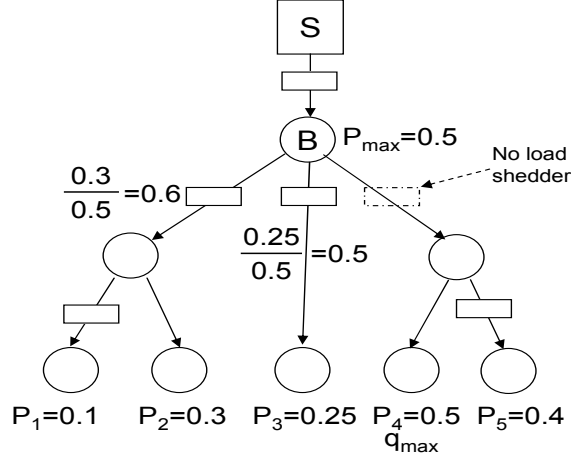 S
B
P_max=0.5
No load
shedder
0.3
0.5
=0.6
0.25
0.5
=0.5
P_1=0.1
P_2=0.3
P_3=0.25
P_4=0.5
q_max
P_5=0.4